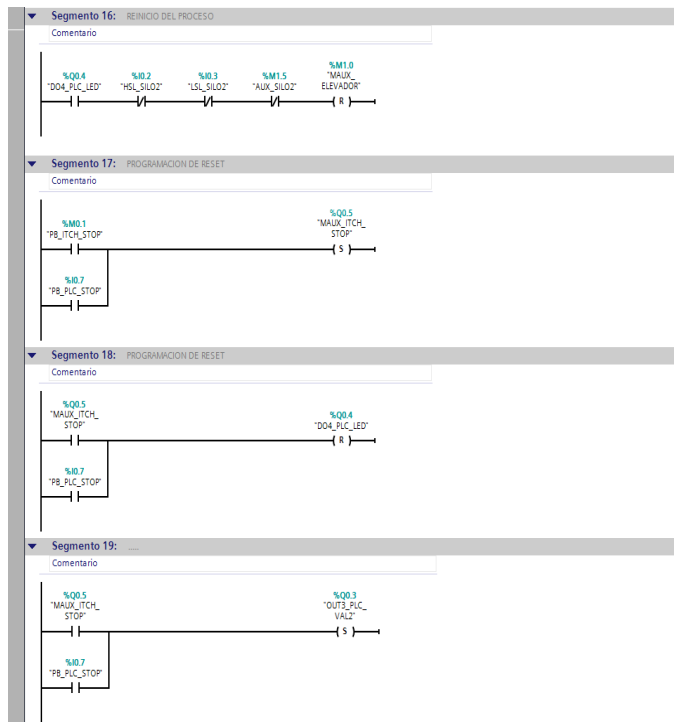 Segmento 16: REINICIO DEL PROCESO
Comentario
%M1.0
%Q0.4 %I0.2 %I0.3 %M1.5 "MAUX_
"DO4_PLC_LED" "HSL_SILO2" "LSL_SILO2" "AUX_SILO2" ELEVADOR"
R
Segmento 17: PROGRAMACION DE RESET
Comentario
%Q0.5
%M0.1 "MAUX_ITCH_
"PB_ITCH_STOP" STOP"
S
%I0.7
"PB_PLC_STOP"
Segmento 18: PROGRAMACION DE RESET
Comentario
%Q0.5
"MAUX_ITCH_ %Q0.4
STOP" "DO4_PLC_LED"
R
%I0.7
"PB_PLC_STOP"
Segmento 19: .....
Comentario
%Q0.5 %Q0.3
"MAUX_ITCH_ "OUT3_PLC_
STOP" VAL2"
S
%I0.7
"PB_PLC_STOP"